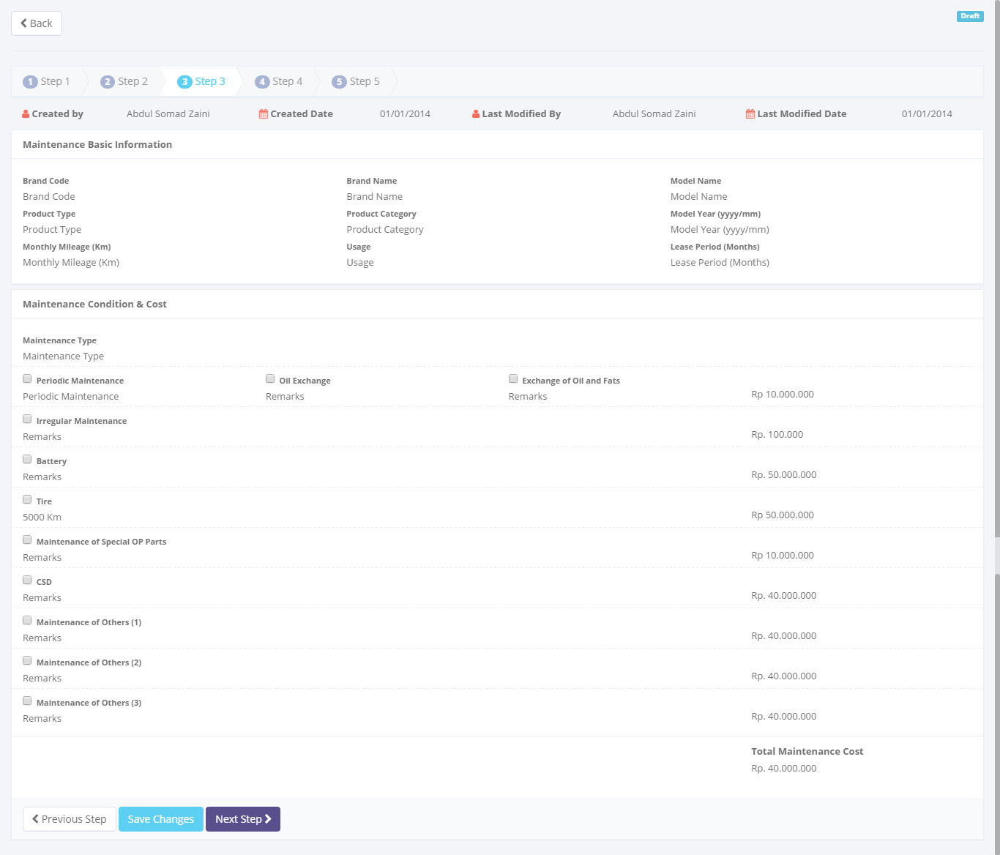 Back
Draft
1 Step 1 2 Step 2 3 Step 3 4 Step 4 5 Step 5
Created by Abdul Somad Zaini Created Date 01/01/2014 Last Modified By Abdul Somad Zaini Last Modified Date 01/01/2014
Maintenance Basic Information
Brand Code Brand Name Model Name
Brand Code Brand Name Model Name
Product Type Product Category Model Year (yyyy/mm)
Product Type Product Category Model Year (yyyy/mm)
Monthly Mileage (Km) Usage Lease Period (Months)
Monthly Mileage (Km) Usage Lease Period (Months)
Maintenance Condition & Cost
Maintenance Type
Maintenance Type
Periodic Maintenance Oil Exchange Exchange of Oil and Fats
Periodic Maintenance Remarks Remarks Rp 10.000.000
Irregular Maintenance
Remarks Rp. 100.000
Battery
Remarks Rp. 50.000.000
Tire
5000 Km Rp 50.000.000
Maintenance of Special OP Parts
Remarks Rp 10.000.000
CSD
Remarks Rp. 40.000.000
Maintenance of Others (1)
Remarks Rp. 40.000.000
Maintenance of Others (2)
Remarks Rp. 40.000.000
Maintenance of Others (3)
Remarks Rp. 40.000.000
Total Maintenance Cost
Rp. 40.000.000
Previous Step Save Changes Next Step